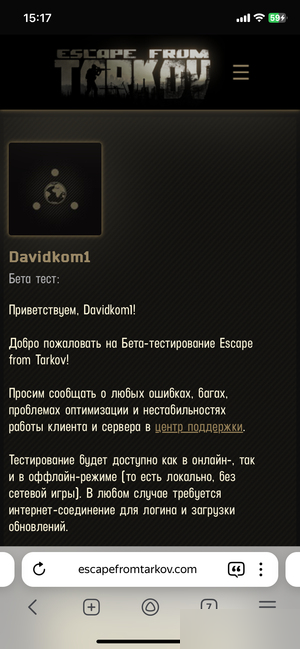 15:17
59
ESCAPE FROM
TARKOV
Davidkom1
Бета тест:
Приветствуем, Davidkom1!
Добро пожаловать на Бета-тестирование Escape
from Tarkov!
Просим сообщать о любых ошибках, багах,
проблемах оптимизации и нестабильностях
работы клиента и сервера в центр поддержки.
Тестирование будет доступно как в онлайн-, так
и в оффлайн-режиме (то есть локально, без
сетевой игры). В любом случае требуется
интернет-соединение для логина и загрузки
обновлений.
escapefromtarkov.com
7